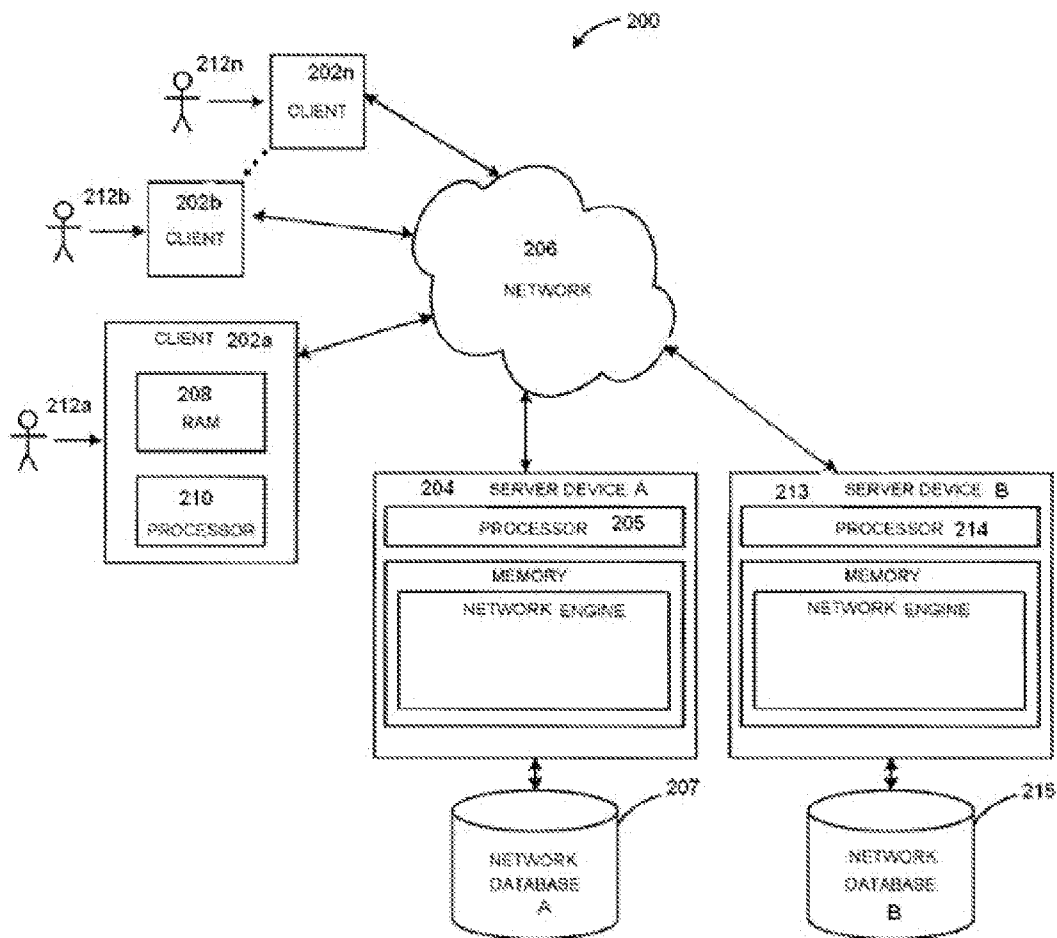 200
212n
202n
CLIENT
212b
202b
CLIENT
206
NETWORK
CLIENT 202a
212a
208
RAM
210
PROCESSOR
204 SERVER DEVICE A
PROCESSOR 205
MEMORY
NETWORK ENGINE
213 SERVER DEVICE B
PROCESSOR 214
MEMORY
NETWORK ENGINE
207
NETWORK
DATABASE
A
215
NETWORK
DATABASE
B